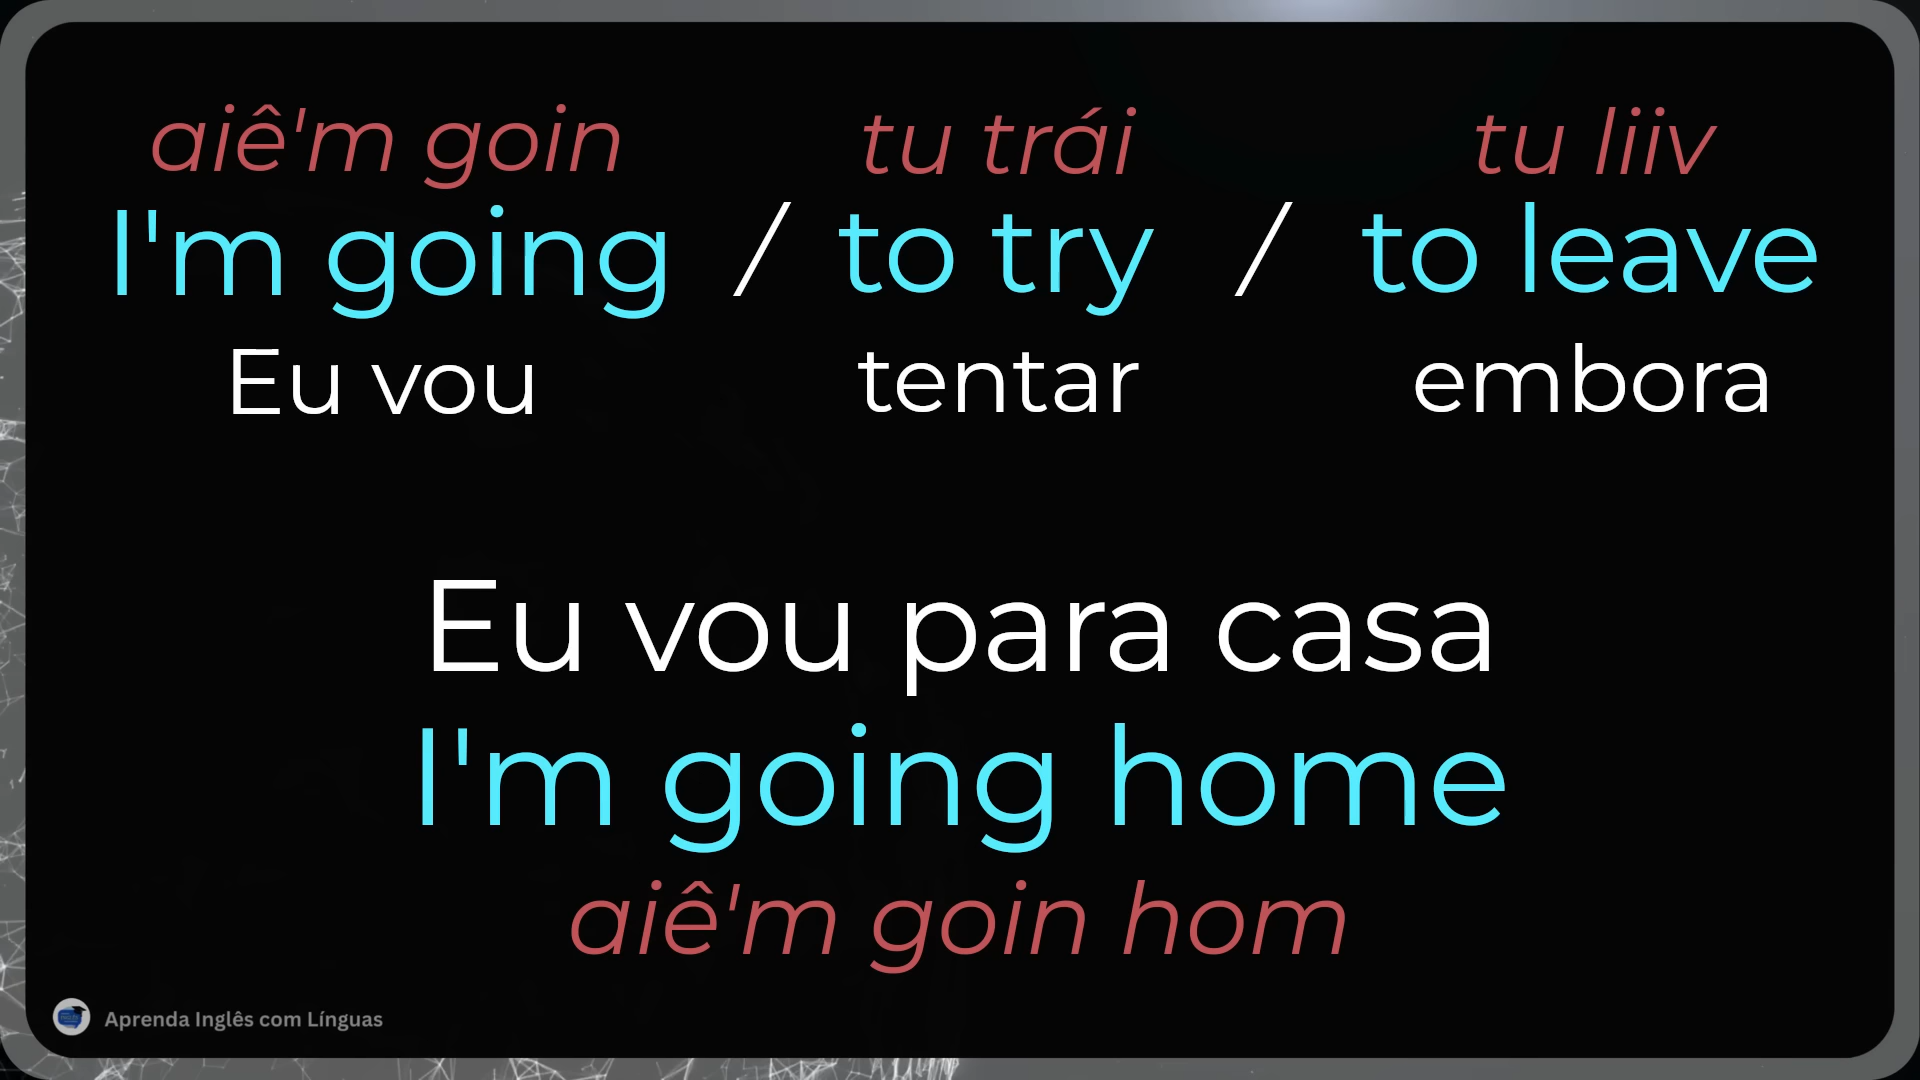 aiê'm goin tu trái tu liiv
I'm going / to try / to leave
Eu vou tentar embora
Eu vou para casa
I'm going home
aiê'm goin hom
Aprenda Inglês com Línguas